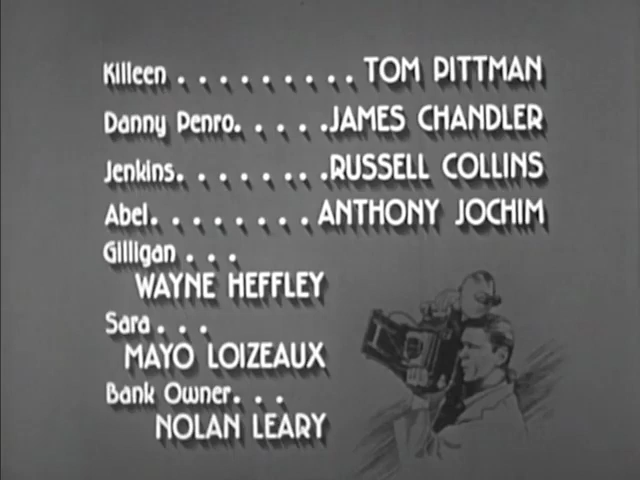 Killeen . . . . . . . . . . TOM PITTMAN
Danny Penro. . . . . .JAMES CHANDLER
Jenkins. . . . . . . .RUSSELL COLLINS
Abel. . . . . . . . ANTHONY JOCHIM
Gilligan . . .
WAYNE HEFFLEY
Sara . . .
MAYO LOIZEAUX
Bank Owner. . .
NOLAN LEARY